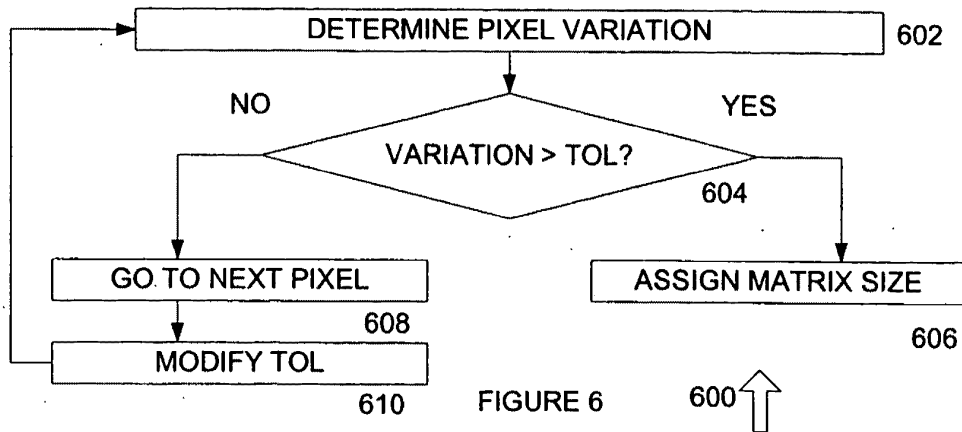 DETERMINE PIXEL VARIATION 602
NO YES
VARIATION > TOL?
604
GO TO NEXT PIXEL
608
ASSIGN MATRIX SIZE
606
MODIFY TOL
610
FIGURE 6
600